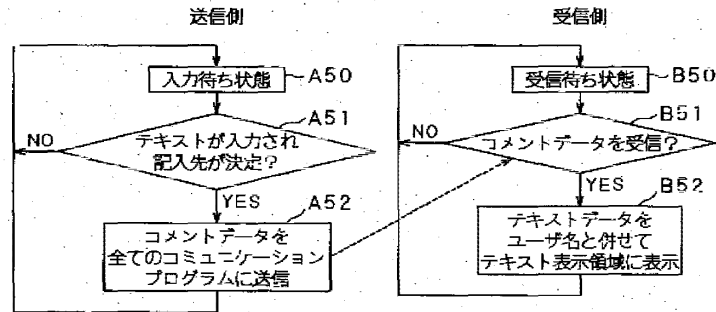 送信側
入力待ち状態
A50
A51
テキストが入力され
記入先が決定?
NO
YES
A52
コメントデータを
全てのコミュニケーション
プログラムに送信
受信側
受信待ち状態
B50
B51
コメントデータを受信?
NO
YES
B52
テキストデータを
ユーザ名と併せて
テキスト表示領域に表示